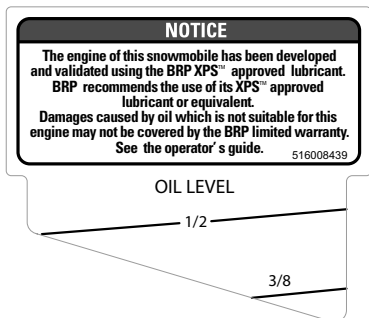 NOTICE
The engine of this snowmobile has been developed
and validated using the BRP XPS™ approved lubricant.
BRP recommends the use of its XPS™ approved
lubricant or equivalent.
Damages caused by oil which is not suitable for this
engine may not be covered by the BRP limited warranty.
See the operator's guide.
516008439
OIL LEVEL
1/2
3/8